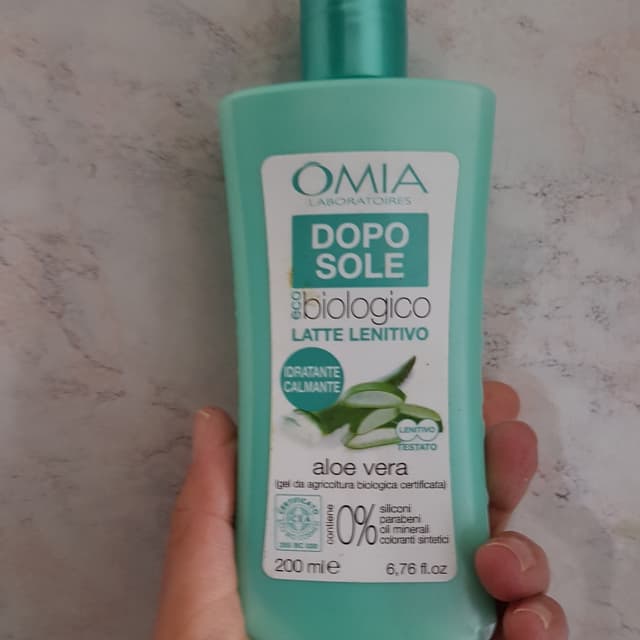 OMIA
LABORATOIRES
DOPO
SOLE
eco biologico
LATTE LENITIVO
IDRATANTE
CALMANTE
LENITIVO
TESTATO
aloe vera
(gel da agricoltura biologica certificata)
contiene
0%
siliconi
parabeni
oli minerali
coloranti sintetici
200 ml e
6,76 fl.oz